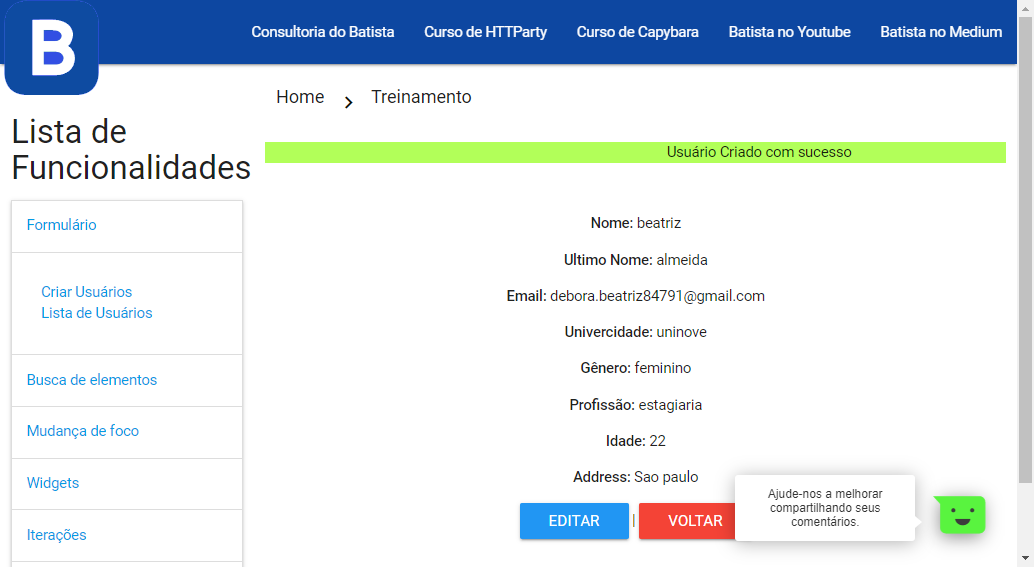 B
Consultoria do Batista
Curso de HTTParty
Curso de Capybara
Batista no Youtube
Batista no Medium
Home
Treinamento
Lista de
Funcionalidades
Usuário Criado com sucesso
Formulário
Criar Usuários
Lista de Usuários
Busca de elementos
Mudança de foco
Widgets
Iterações
Nome: beatriz
Ultimo Nome: almeida
Email: debora.beatriz84791@gmail.com
Univercidade: uninove
Gênero: feminino
Profissão: estagiaria
Idade: 22
Address: Sao paulo
EDITAR | VOLTAR
Ajude-nos a melhorar
compartilhando seus
comentários.